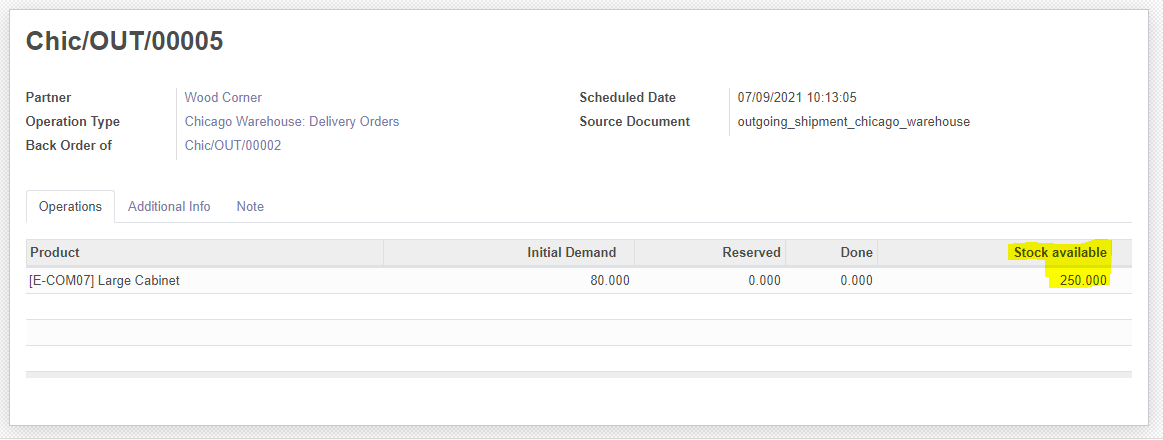 Chic/OUT/00005
Partner Wood Corner Scheduled Date 07/09/2021 10:13:05
Operation Type Chicago Warehouse: Delivery Orders Source Document outgoing_shipment_chicago_warehouse
Back Order of Chic/OUT/00002
Operations Additional Info Note
Product Initial Demand Reserved Done Stock available
[E-COM07] Large Cabinet 80.000 0.000 0.000 250.000